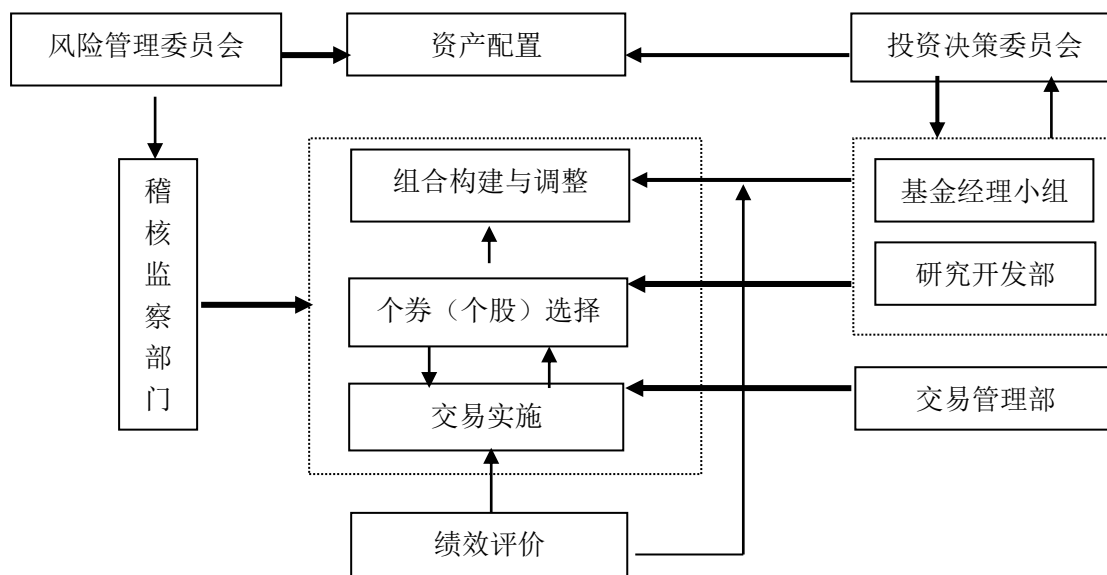 风险管理委员会
资产配置
投资决策委员会
稽核监察部门
组合构建与调整
基金经理小组
研究开发部
个券（个股）选择
交易实施
交易管理部
绩效评价